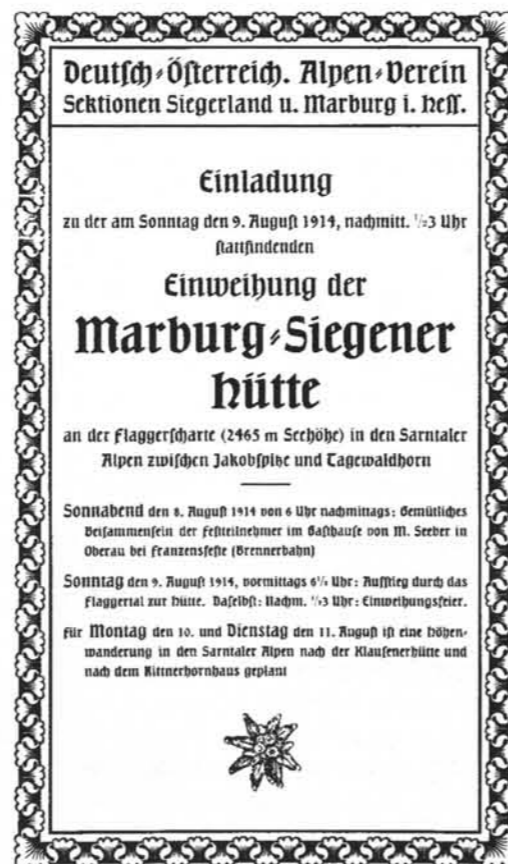 Deutsch-Österreich. Alpen-Verein
Sektionen Siegerland u. Marburg i. Hess.
Einladung
zu der am Sonntag den 9. August 1914, nachmitt. ½3 Uhr
stattfindenden
Einweihung der
Marburg-Siegener
Hütte
an der Flaggerscharte (2465 m Seehöhe) in den Sarntaler
Alpen zwischen Jakobspitze und Tagewaldhorn
Sonnabend den 8. August 1914 von 6 Uhr nachmittags: Gemütliches
Beisammensein der Festteilnehmer im Gasthause von M. Seeber in
Oberau bei Franzensfeste (Brennerbahn)
Sonntag den 9. August 1914, vormittags 6½ Uhr: Aufstieg durch das
Flaggertal zur Hütte. Daselbst: Nachm. ½3 Uhr: Einweihungsfeier.
Für Montag den 10. und Dienstag den 11. August ist eine Höhen-
wanderung in den Sarntaler Alpen nach der Klausenerhütte und
nach dem Rittnerhornhaus geplant